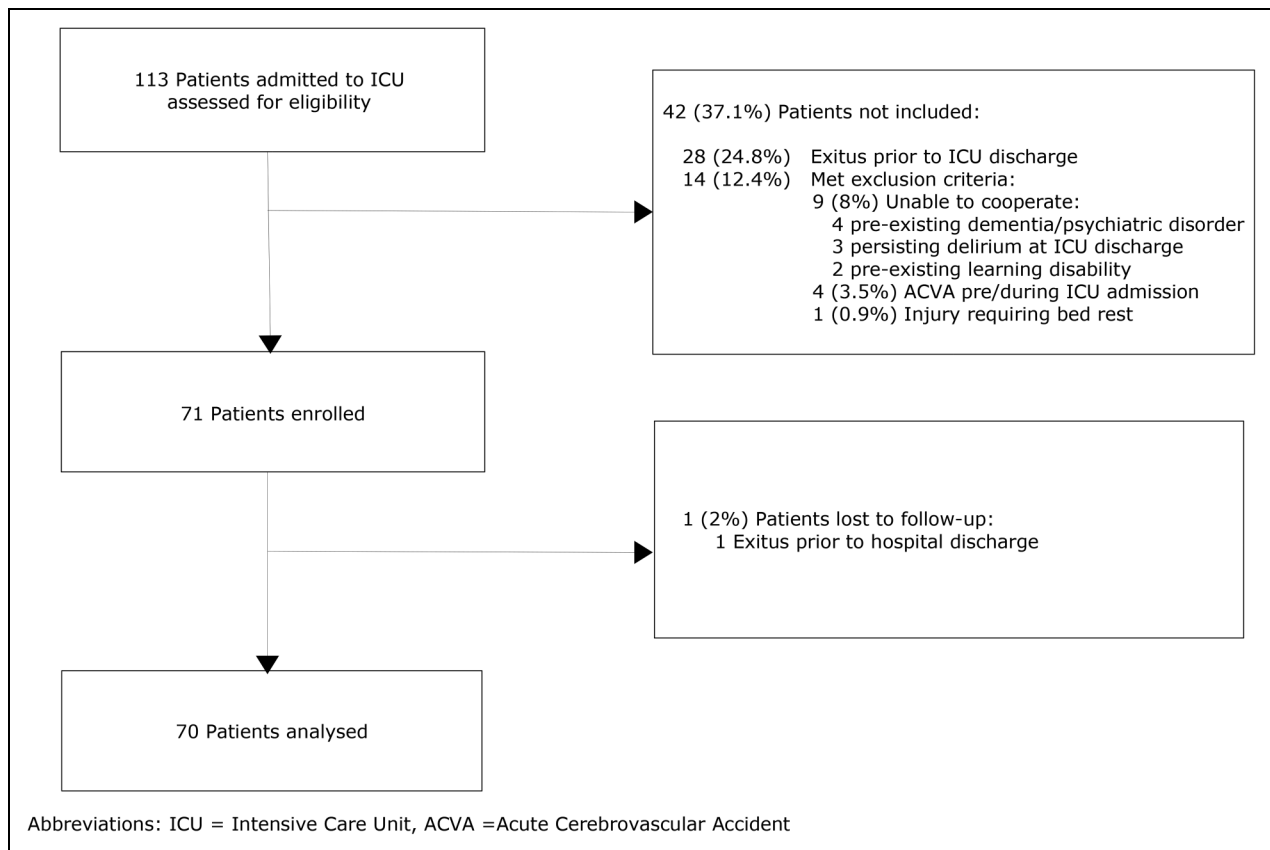 113 Patients admitted to ICU
assessed for eligibility
42 (37.1%) Patients not included:
28 (24.8%) Exitus prior to ICU discharge
14 (12.4%) Met exclusion criteria:
9 (8%) Unable to cooperate:
4 pre-existing dementia/psychiatric disorder
3 persisting delirium at ICU discharge
2 pre-existing learning disability
4 (3.5%) ACVA pre/during ICU admission
1 (0.9%) Injury requiring bed rest
71 Patients enrolled
1 (2%) Patients lost to follow-up:
1 Exitus prior to hospital discharge
70 Patients analysed
Abbreviations: ICU = Intensive Care Unit, ACVA =Acute Cerebrovascular Accident